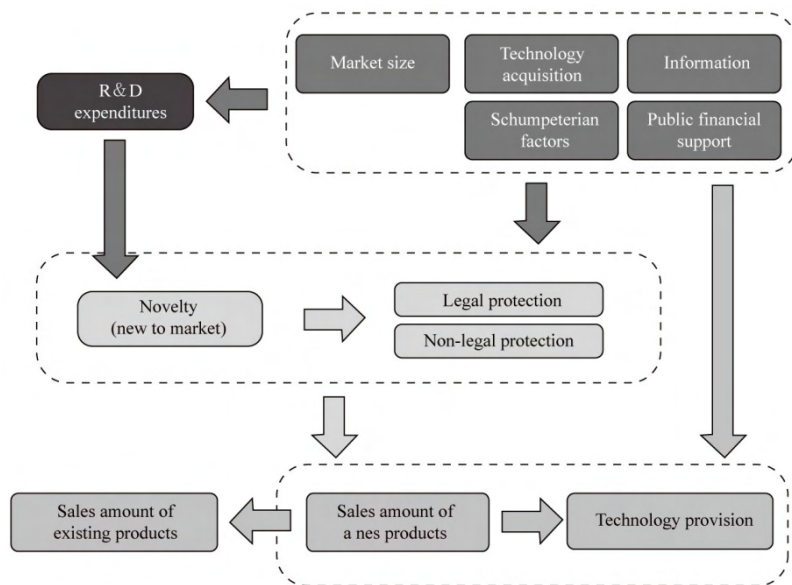 Market size
Technology
acquisition
Information
R&D
expenditures
Schumpeterian
factors
Public financial
support
Novelty
(new to market)
Legal protection
Non-legal protection
Sales amount of
existing products
Sales amount of
a nes products
Technology provision